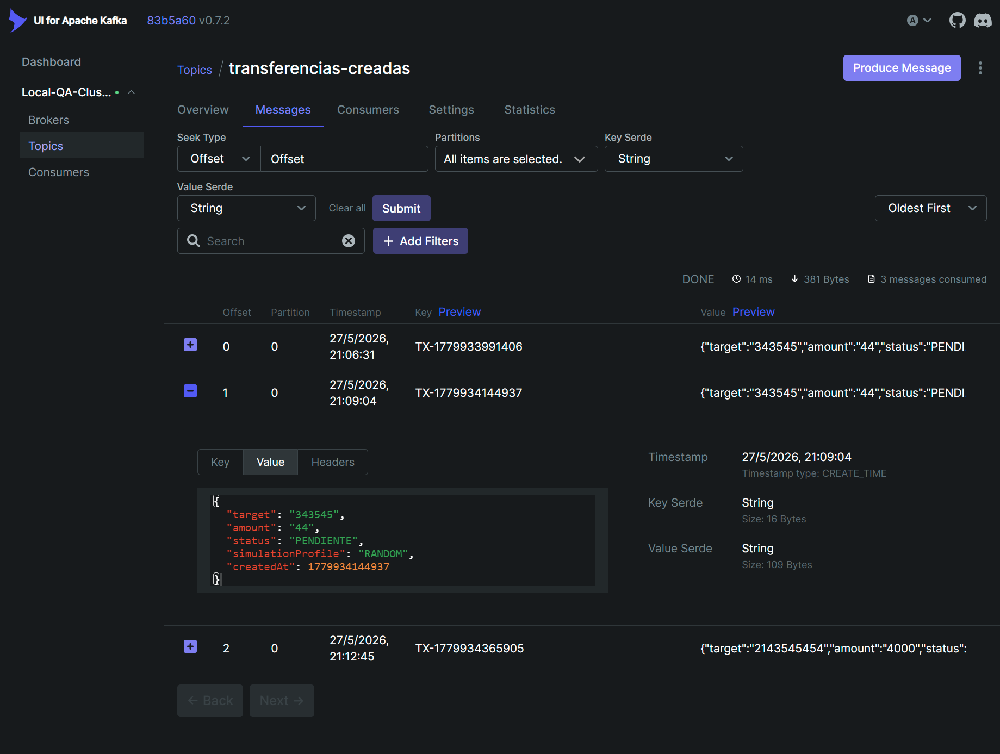 UI for Apache Kafka 83b5a60 v0.7.2
A
Dashboard
Local-QA-Clus...
Brokers
Topics
Consumers
Topics / transferencias-creadas
Produce Message
Overview Messages Consumers Settings Statistics
Seek Type Partitions Key Serde
Offset Offset All items are selected. String
Value Serde
String Clear all Submit Oldest First
Search Add Filters
DONE 14 ms 381 Bytes 3 messages consumed
Offset Partition Timestamp Key Preview Value Preview
0 0 27/5/2026, 21:06:31 TX-1779933991406 {"target":"343545","amount":"44","status":"PENDI.
1 0 27/5/2026, 21:09:04 TX-1779934144937 {"target":"343545","amount":"44","status":"PENDI.
Key Value Headers
{
"target": "343545",
"amount": "44",
"status": "PENDIENTE",
"simulationProfile": "RANDOM",
"createdAt": 1779934144937
}
Timestamp 27/5/2026, 21:09:04
Timestamp type: CREATE_TIME
Key Serde String
Size: 16 Bytes
Value Serde String
Size: 109 Bytes
2 0 27/5/2026, 21:12:45 TX-1779934365905 {"target":"2143545454","amount":"4000","status":
← Back Next →